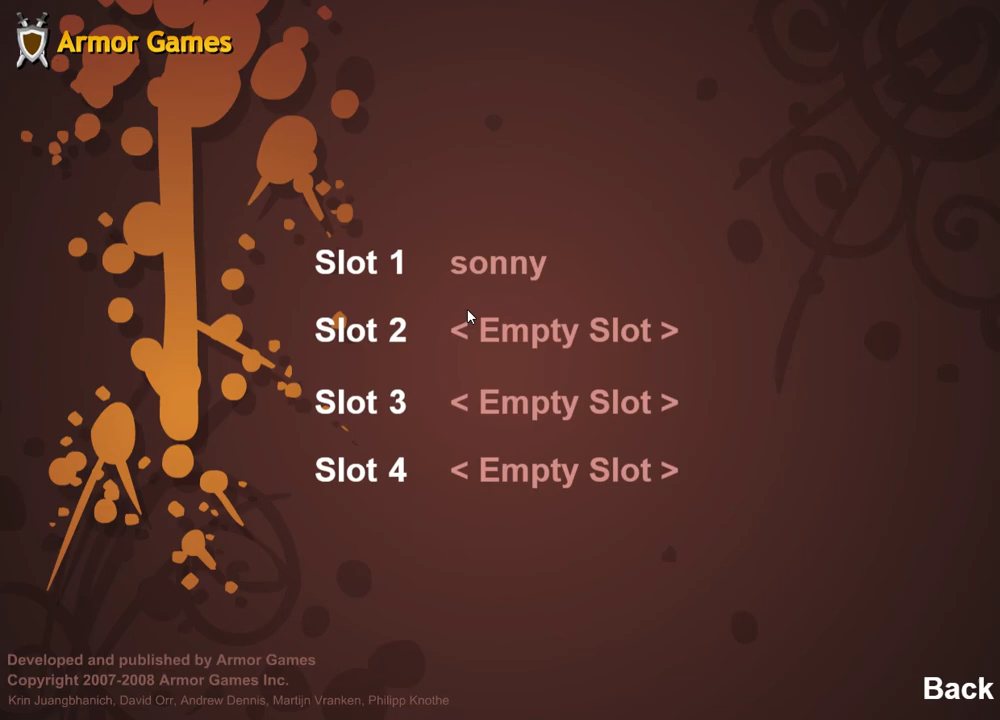 Armor Games
Slot 1 sonny
Slot 2 < Empty Slot >
Slot 3 < Empty Slot >
Slot 4 < Empty Slot >
Developed and published by Armor Games
Copyright 2007-2008 Armor Games Inc.
Krin Juangbhanich, David Orr, Andrew Dennis, Martijn Vranken, Philipp Knothe
Back